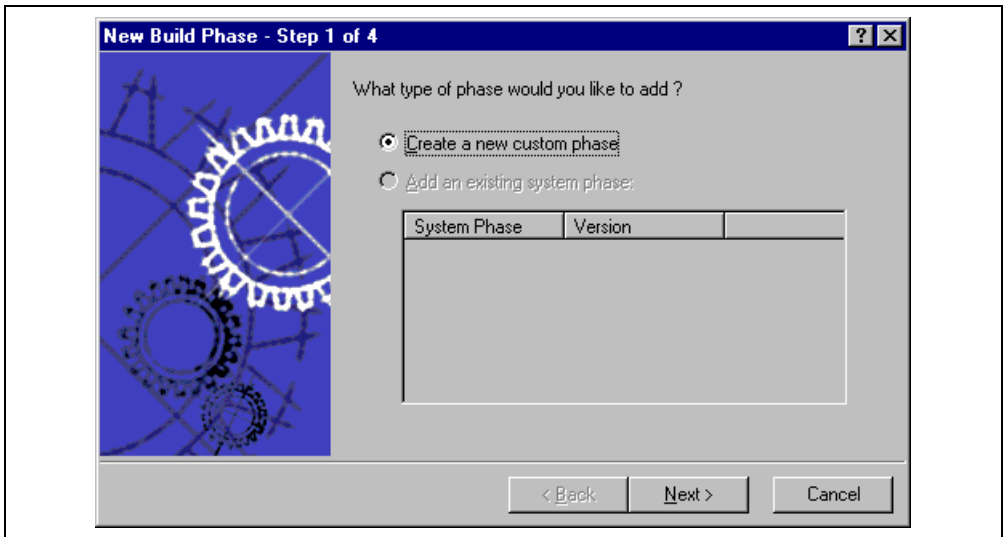 New Build Phase - Step 1 of 4
What type of phase would you like to add ?
Create a new custom phase
Add an existing system phase:
System Phase Version
< Back Next > Cancel